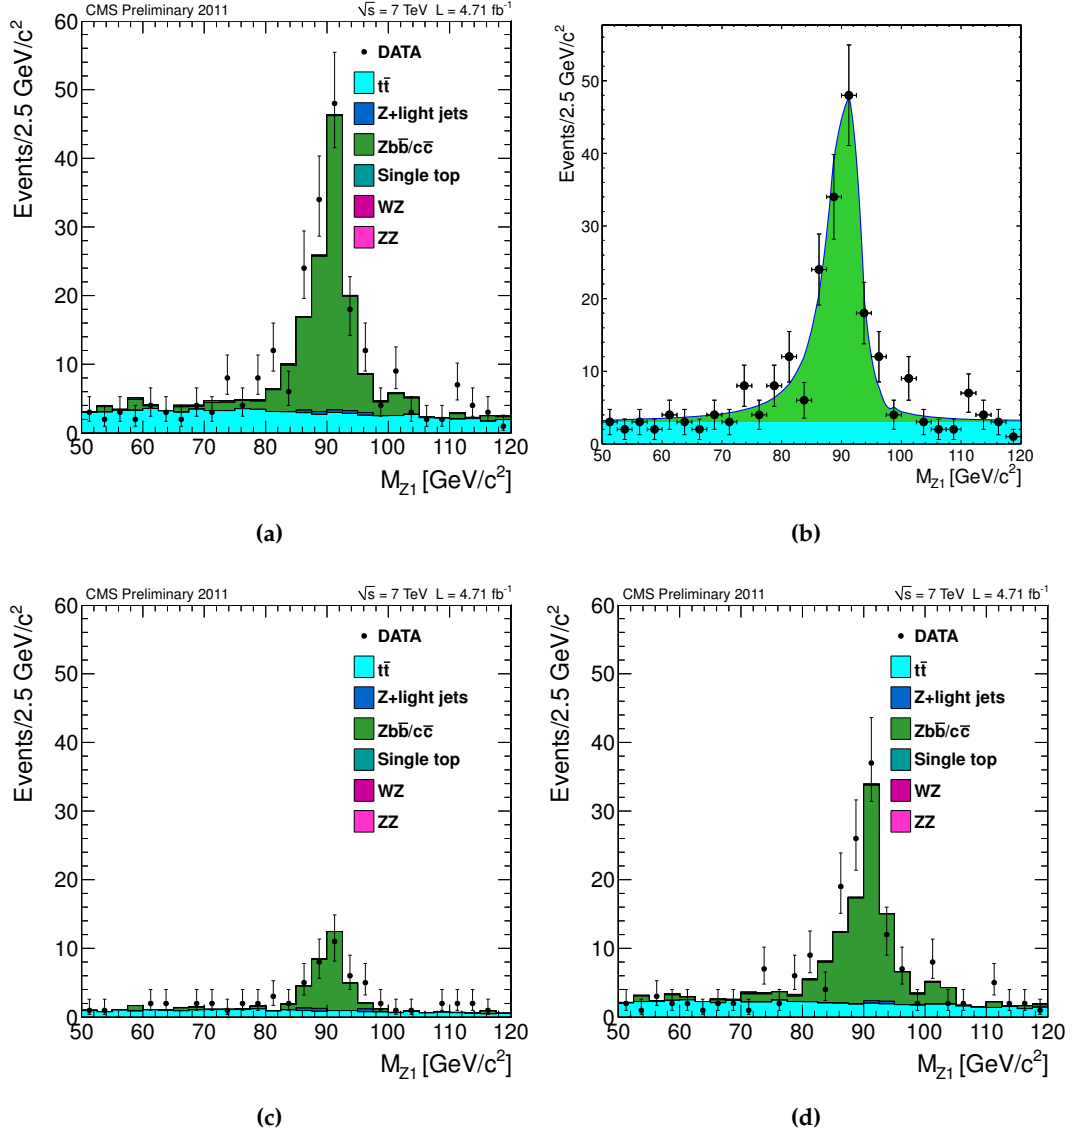 CMS Preliminary 2011 √s = 7 TeV L = 4.71 fb⁻¹
Events/2.5 GeV/c²
60
50
40
30
20
10
0
DATA
tt̄
Z+light jets
Zbb̄/cc̄
Single top
WZ
ZZ
50 60 70 80 90 100 110 120
M_Z1 [GeV/c²]
(a)
Events/2.5 GeV/c²
50
40
30
20
10
0
50 60 70 80 90 100 110 120
M_Z1 [GeV/c²]
(b)
CMS Preliminary 2011 √s = 7 TeV L = 4.71 fb⁻¹
Events/2.5 GeV/c²
60
50
40
30
20
10
0
DATA
tt̄
Z+light jets
Zbb̄/cc̄
Single top
WZ
ZZ
50 60 70 80 90 100 110 120
M_Z1 [GeV/c²]
(c)
CMS Preliminary 2011 √s = 7 TeV L = 4.71 fb⁻¹
Events/2.5 GeV/c²
60
50
40
30
20
10
0
DATA
tt̄
Z+light jets
Zbb̄/cc̄
Single top
WZ
ZZ
50 60 70 80 90 100 110 120
M_Z1 [GeV/c²]
(d)